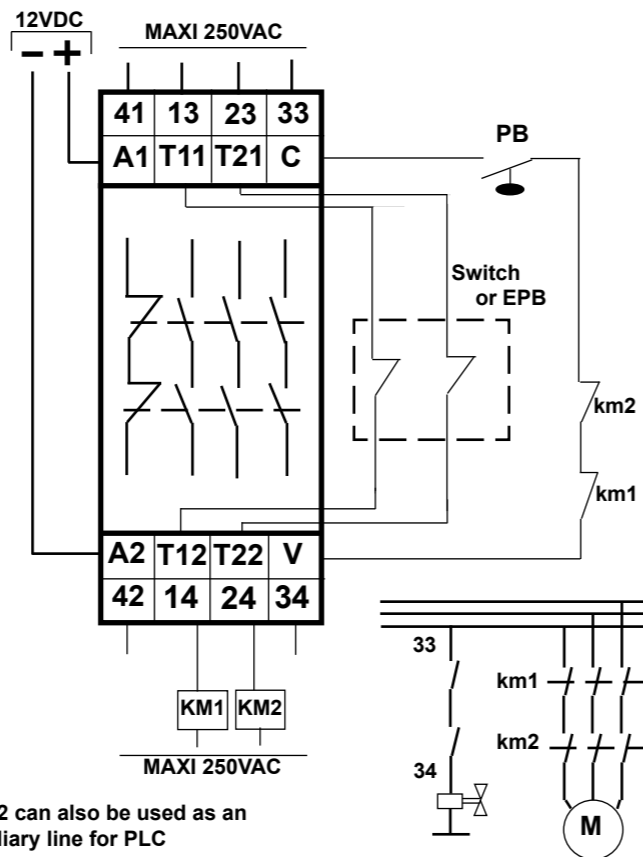 12VDC
− +
MAXI 250VAC
41 13 23 33
A1 T11 T21 C
PB
Switch
or EPB
km2
km1
A2 T12 T22 V
42 14 24 34
KM1 KM2
MAXI 250VAC
33
km1
km2
34
M
2 can also be used as an
liary line for PLC